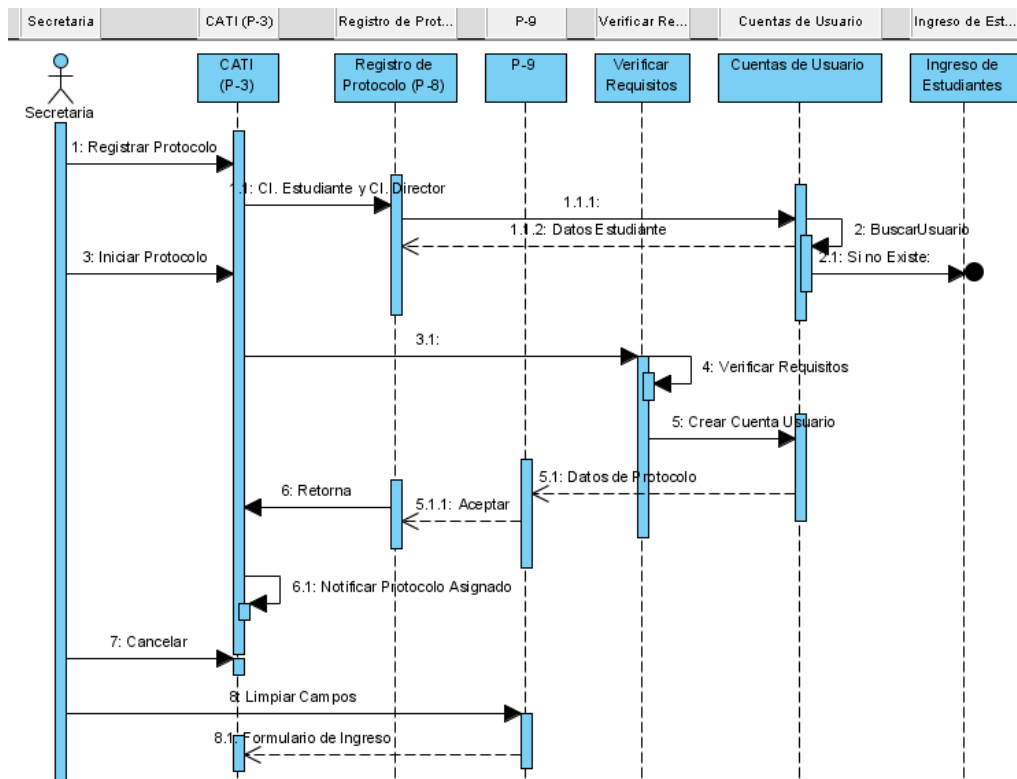 Secretaria
CATI (P-3)
Registro de Prot...
P-9
Verificar Re...
Cuentas de Usuario
Ingreso de Est...
CATI
(P-3)
Registro de
Protocolo (P-8)
P-9
Verificar
Requisitos
Cuentas de Usuario
Ingreso de
Estudiantes
Secretaria
1: Registrar Protocolo
1.1: CI. Estudiante y CI. Director
1.1.1:
1.1.2: Datos Estudiante
2: BuscarUsuario
2.1: Si no Existe:
3: Iniciar Protocolo
3.1:
4: Verificar Requisitos
5: Crear Cuenta Usuario
5.1: Datos de Protocolo
6: Retorna
5.1.1: Aceptar
6.1: Notificar Protocolo Asignado
7: Cancelar
8: Limpiar Campos
8.1: Formulario de Ingreso